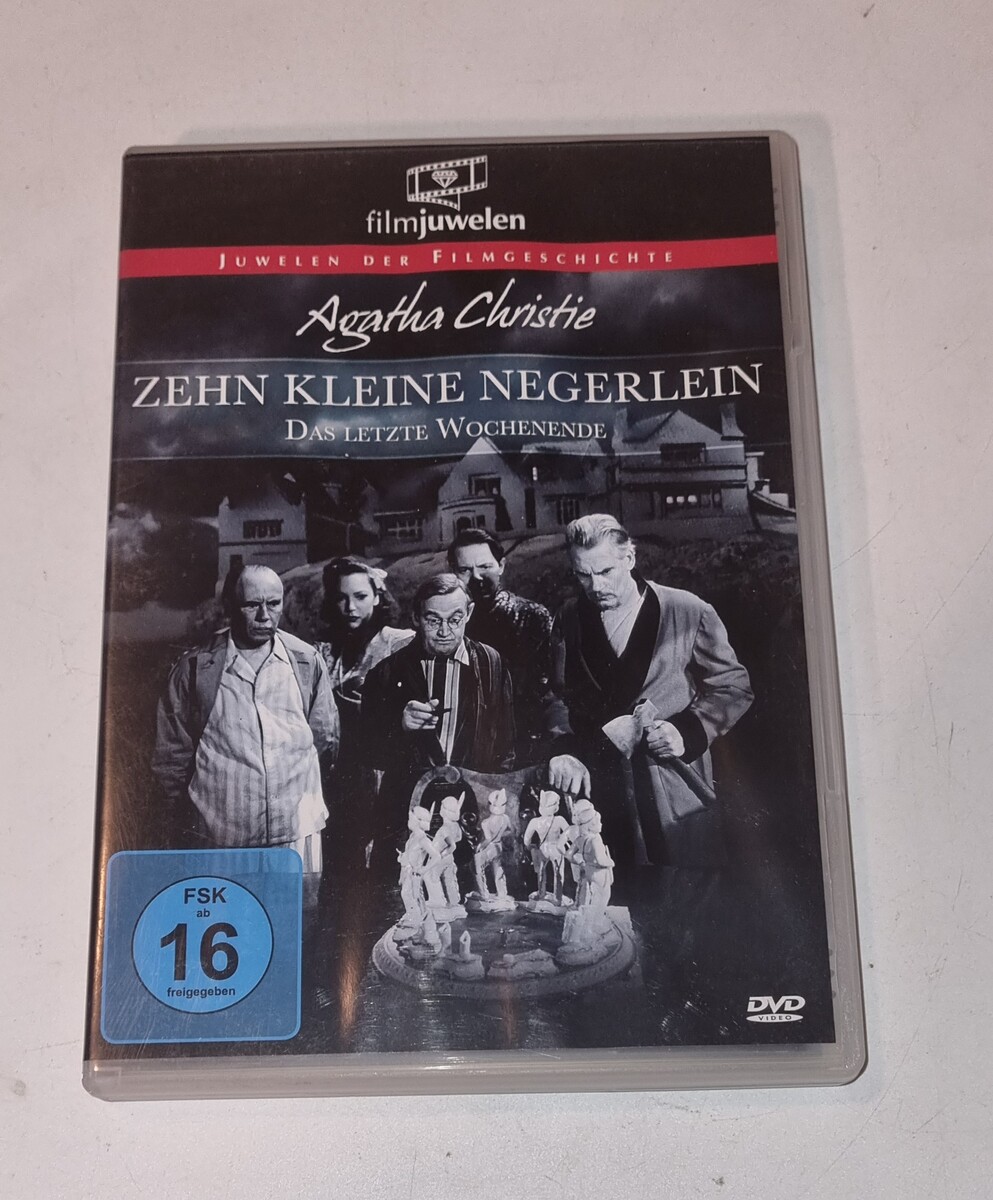 filmjuwelen
JUWELEN DER FILMGESCHICHTE
Agatha Christie
ZEHN KLEINE NEGERLEIN
DAS LETZTE WOCHENENDE
FSK
ab
16
freigegeben
DVD
VIDEO